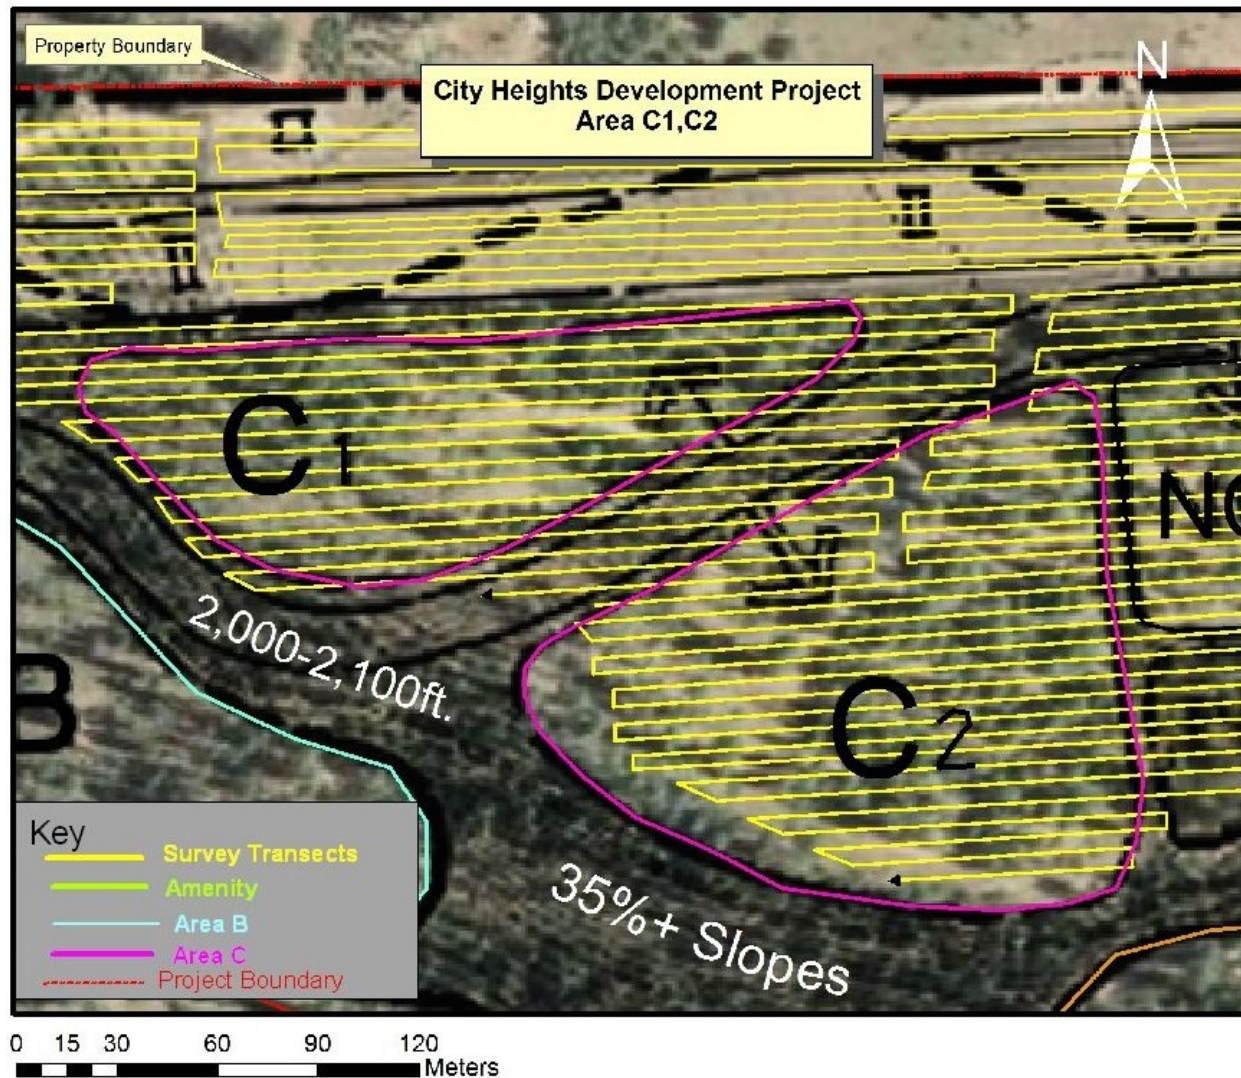 Property Boundary
City Heights Development Project
Area C1,C2
N
C1
2,000-2,100ft.
B
C2
35%+ Slopes
Key
Survey Transects
Amenity
Area B
Area C
Project Boundary
0 15 30 60 90 120
Meters